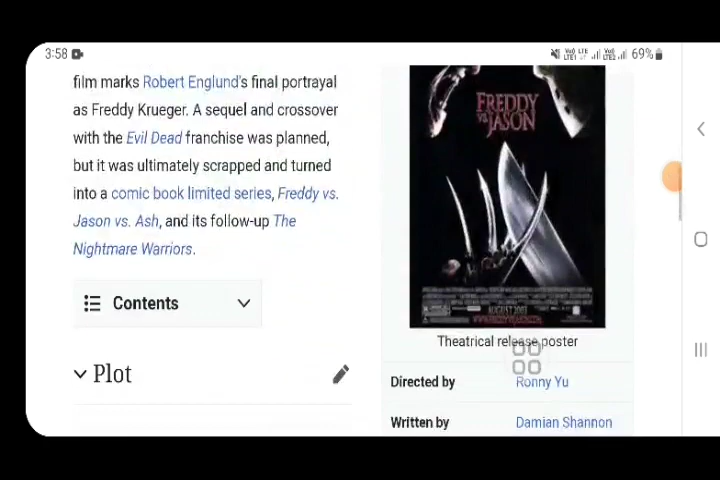 3:58
69%
film marks Robert Englund's final portrayal
as Freddy Krueger. A sequel and crossover
with the Evil Dead franchise was planned,
but it was ultimately scrapped and turned
into a comic book limited series, Freddy vs.
Jason vs. Ash, and its follow-up The
Nightmare Warriors.
Contents
Plot
FREDDY
VS JASON
AUGUST 2003
Theatrical release poster
Directed by Ronny Yu
Written by Damian Shannon